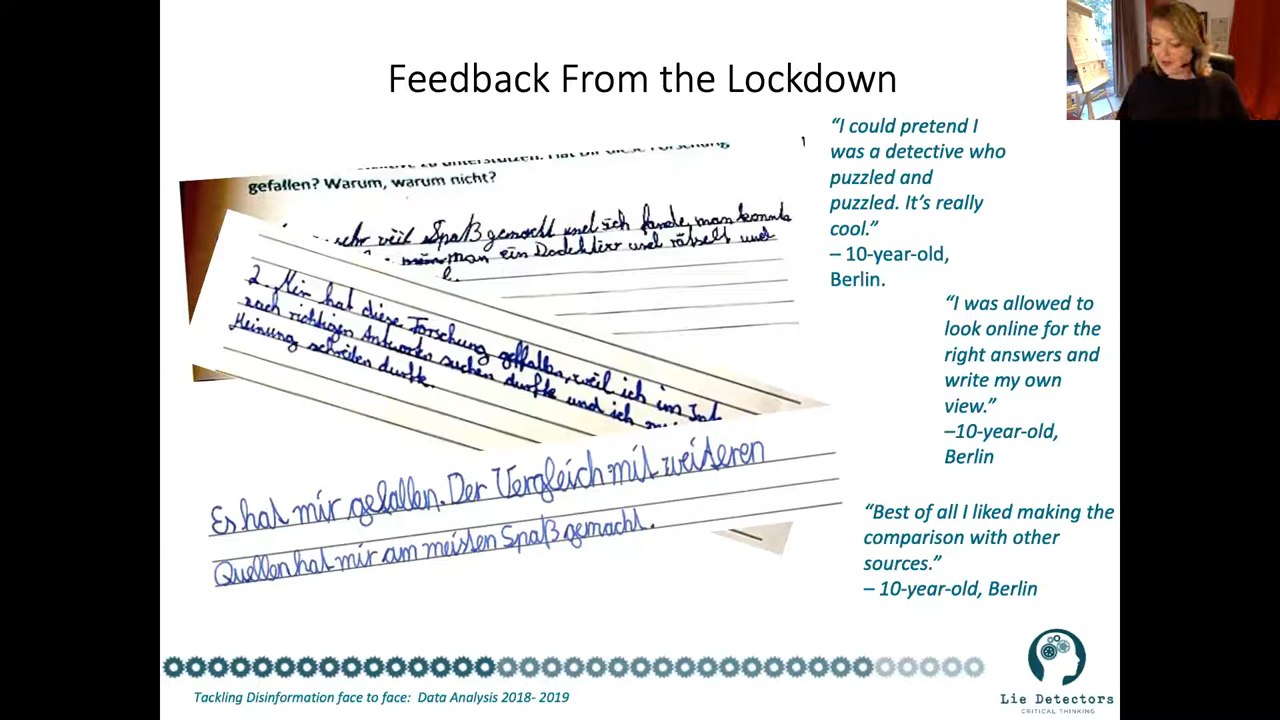 Feedback From the Lockdown
gefallen? Warum, warum nicht?
sehr veil Spaß gemacht und ich fande, man konnte
man ein Dedektivr und rätselt und
2. Mir hat diese Forschung geffallen, weil ich im Int
nach richtigen Antworten suchen durfte und ich
Meinung schreiben durfte.
Es hat mir gefallen. Der Vergleich mit weiteren
Quellen hat mir am meisten Spaß gemacht.
“I could pretend I
was a detective who
puzzled and
puzzled. It’s really
cool.”
– 10-year-old,
Berlin.
“I was allowed to
look online for the
right answers and
write my own
view.”
–10-year-old,
Berlin
“Best of all I liked making the
comparison with other
sources.”
– 10-year-old, Berlin
Tackling Disinformation face to face: Data Analysis 2018- 2019
Lie Detectors
CRITICAL THINKING